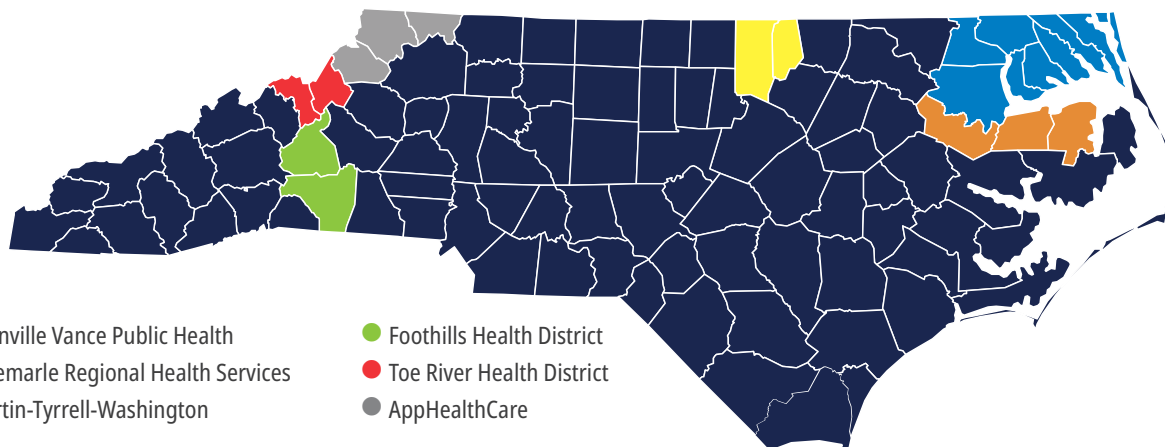 nville Vance Public Health
emarle Regional Health Services
rtin-Tyrrell-Washington
Foothills Health District
Toe River Health District
AppHealthCare